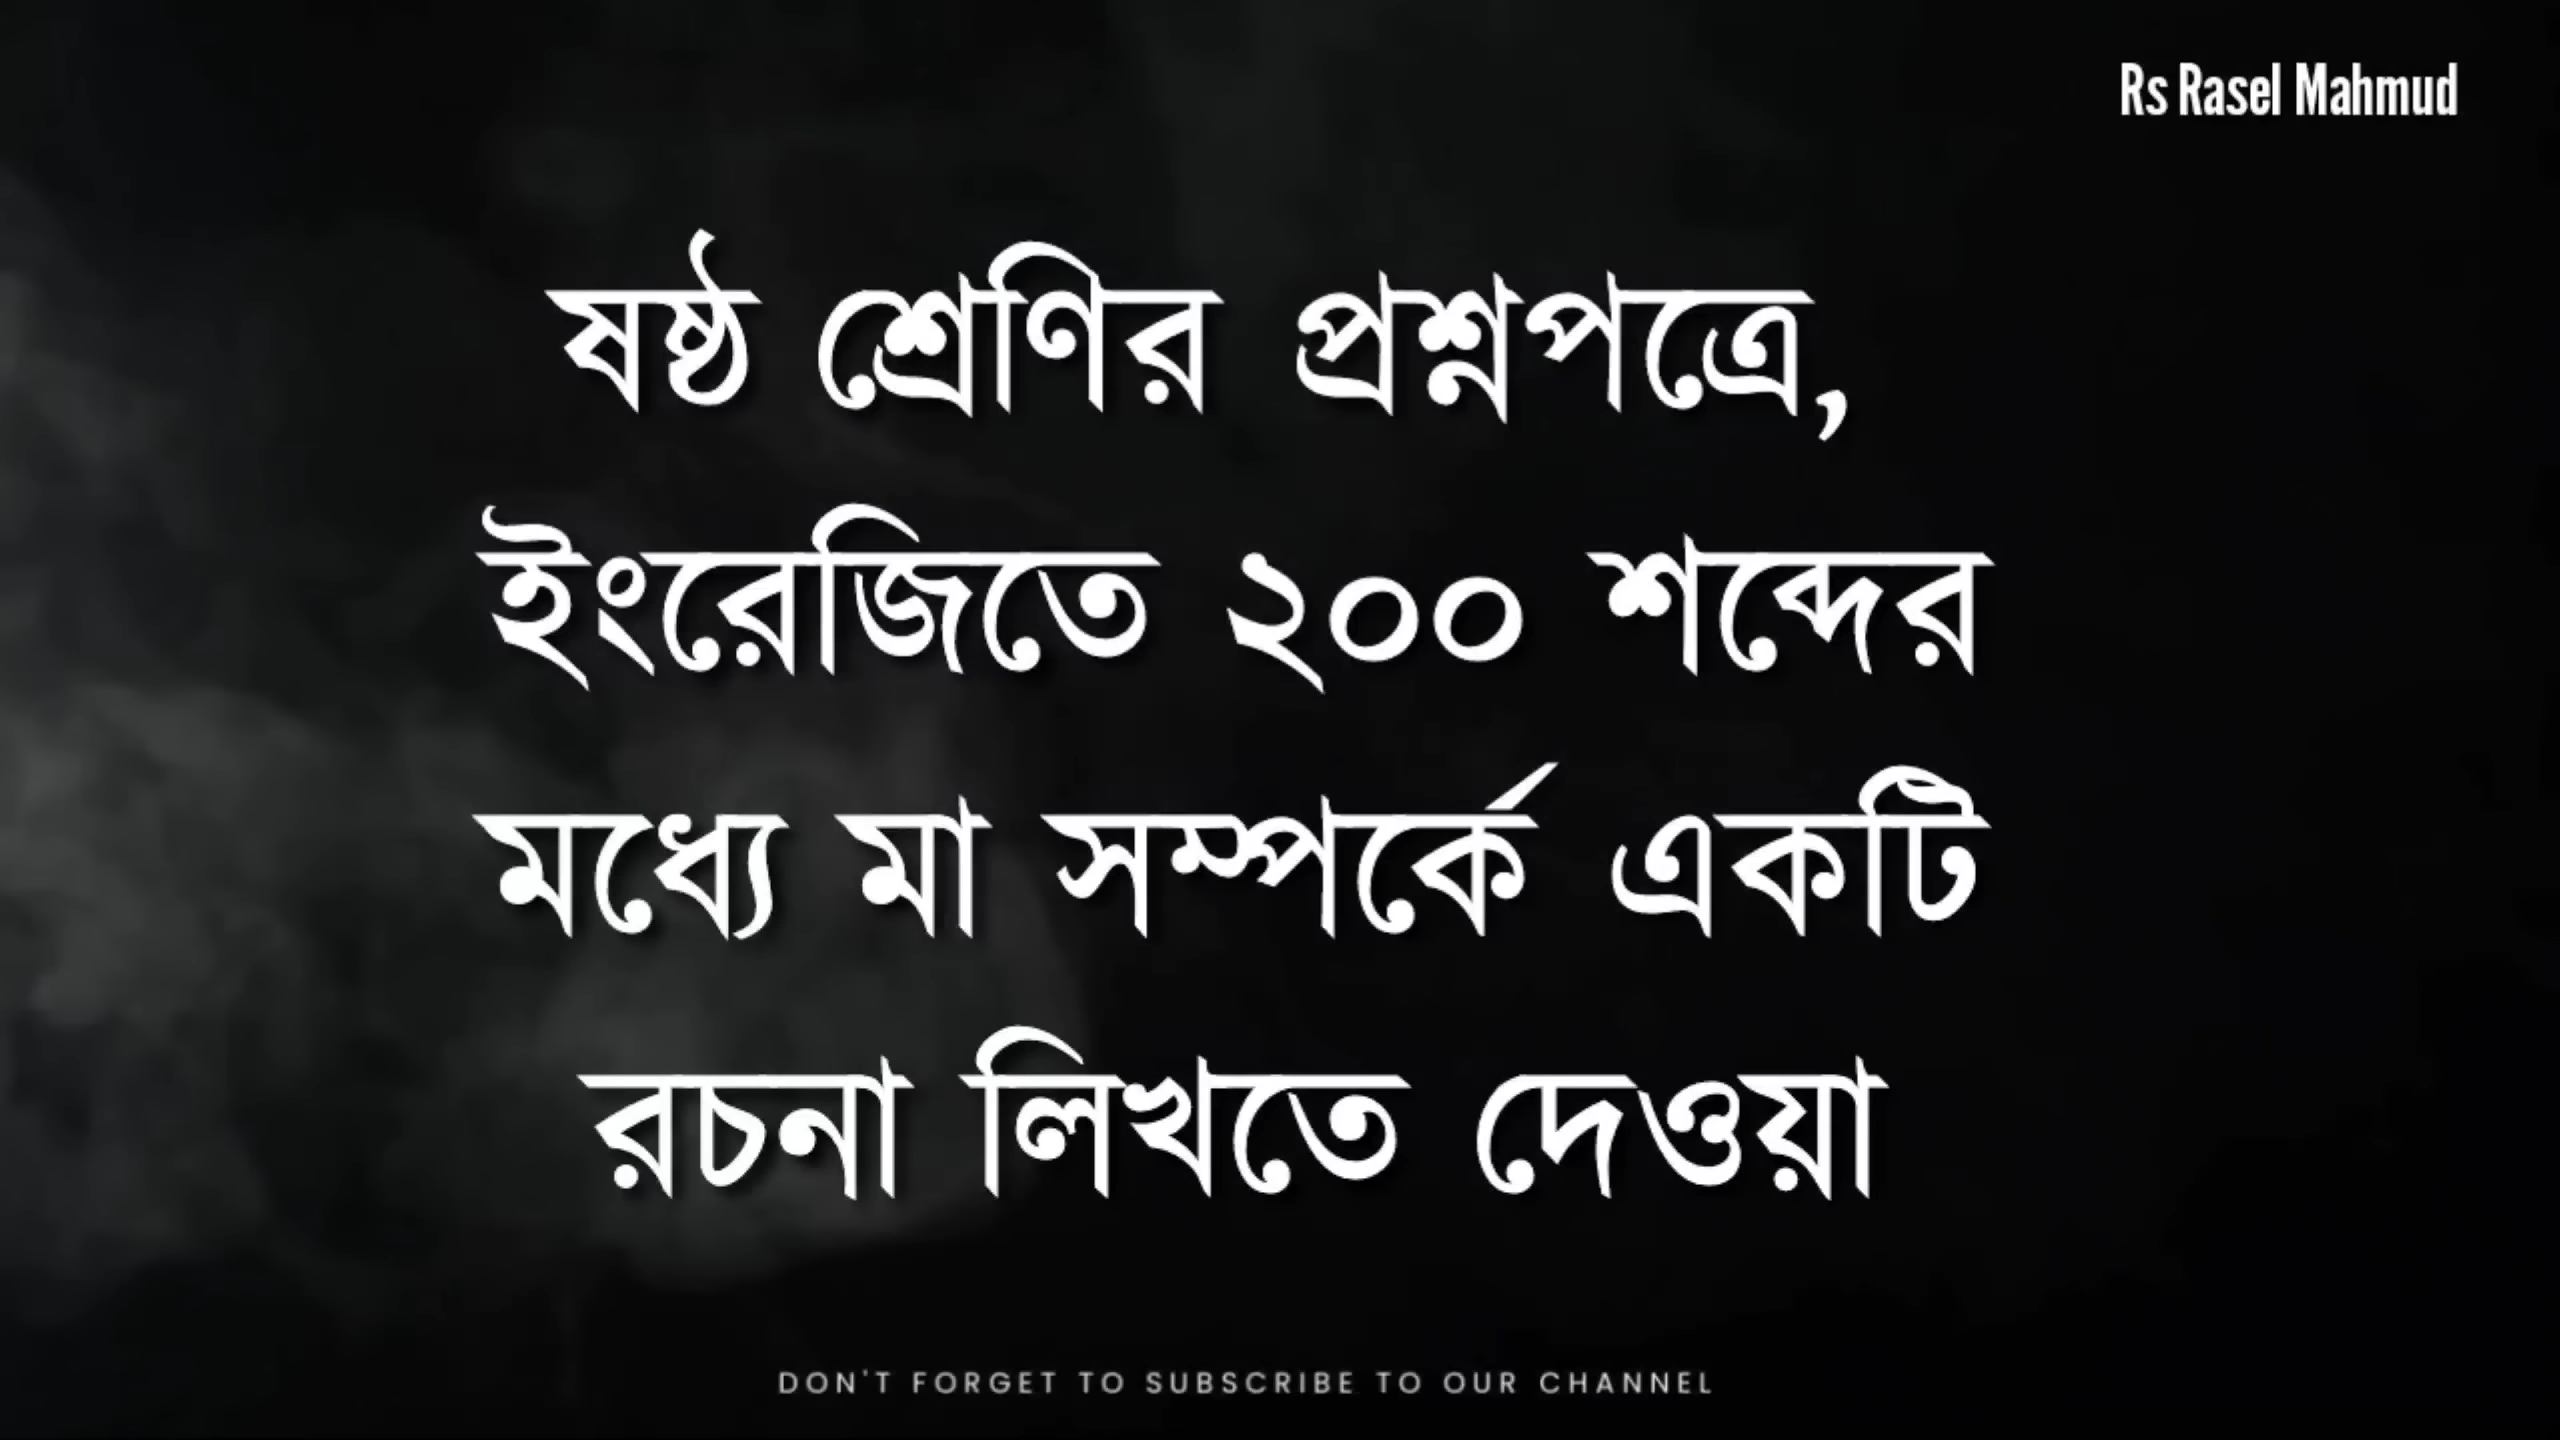 Rs Rasel Mahmud
ষষ্ঠ শ্রেণির প্রশ্নপত্রে,
ইংরেজিতে ২০০ শব্দের
মধ্যে মা সম্পর্কে একটি
রচনা লিখতে দেওয়া
DON'T FORGET TO SUBSCRIBE TO OUR CHANNEL